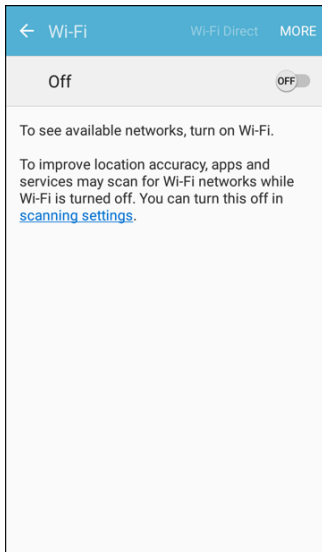 Wi-Fi Wi-Fi Direct MORE
Off OFF
To see available networks, turn on Wi-Fi.
To improve location accuracy, apps and
services may scan for Wi-Fi networks while
Wi-Fi is turned off. You can turn this off in
scanning settings.